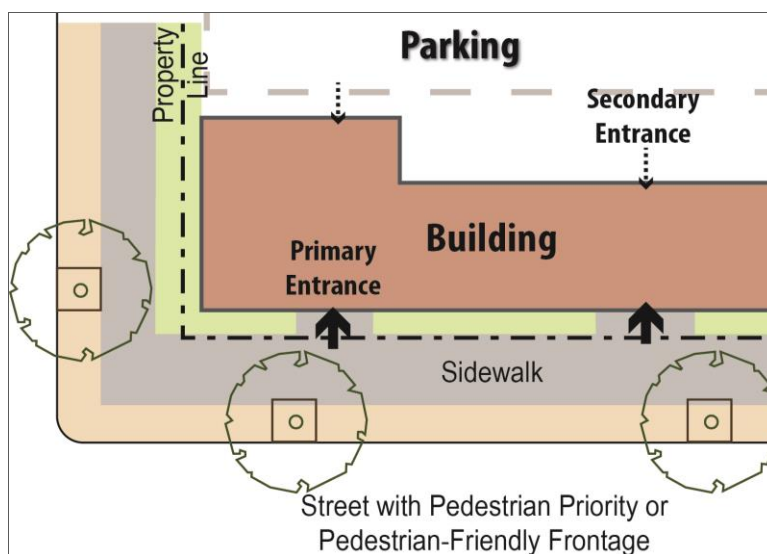 Parking
Property
Line
Secondary
Entrance
Primary
Entrance
Building
Sidewalk
Street with Pedestrian Priority or
Pedestrian-Friendly Frontage